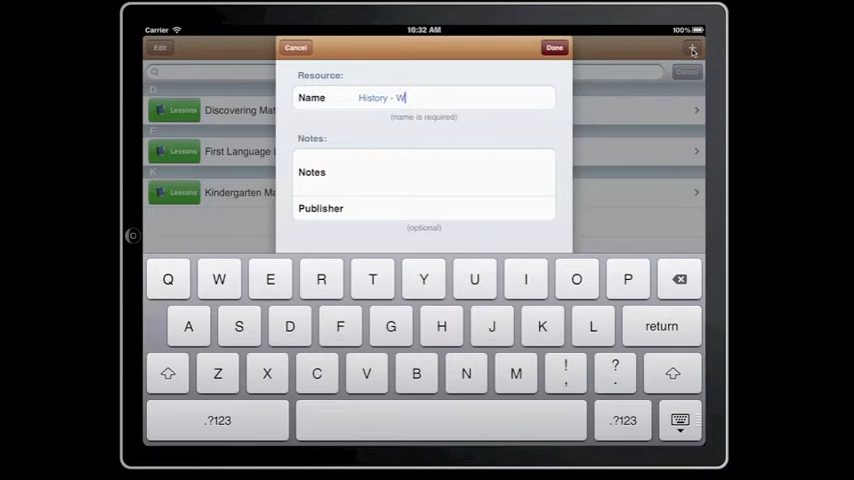 Carrier 10:32 AM 100%
Edit Cancel Done +
Resource:
Cancel
Name History - W
(name is required)
D
Lessons Discovering Mat
Notes:
F
Lessons First Language L
Notes
K
Lessons Kindergarten Ma
Publisher
(optional)
Q W E R T Y U I O P
A S D F G H J K L return
Z X C V B N M ! , ? .
.?123 .?123